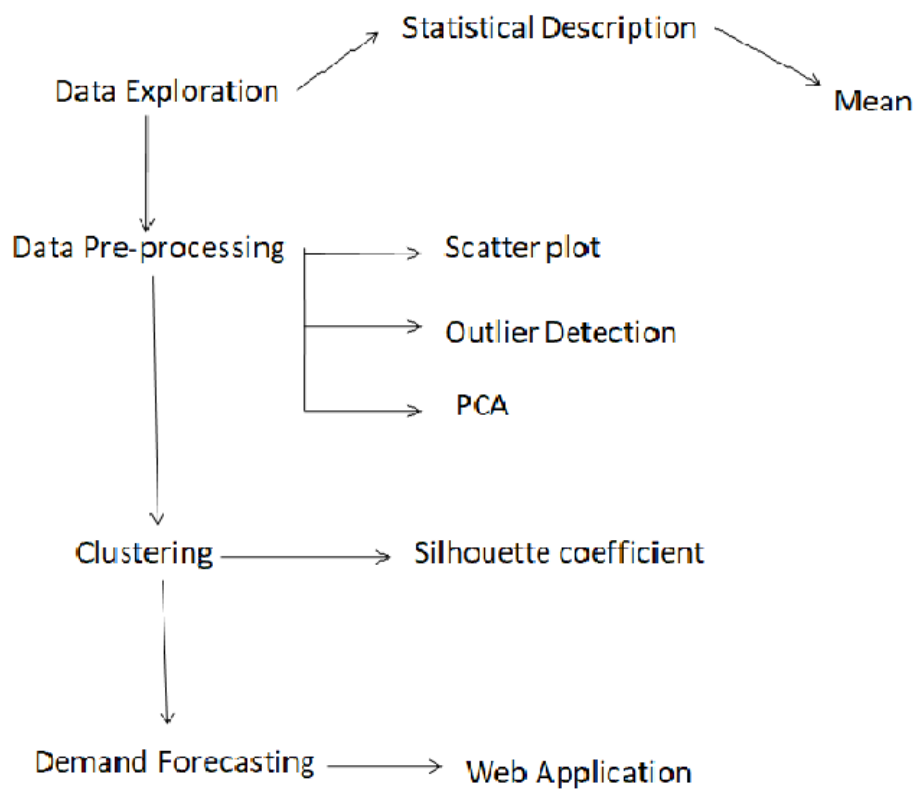 Statistical Description
Data Exploration
Mean
Data Pre-processing
Scatter plot
Outlier Detection
PCA
Clustering
Silhouette coefficient
Demand Forecasting
Web Application